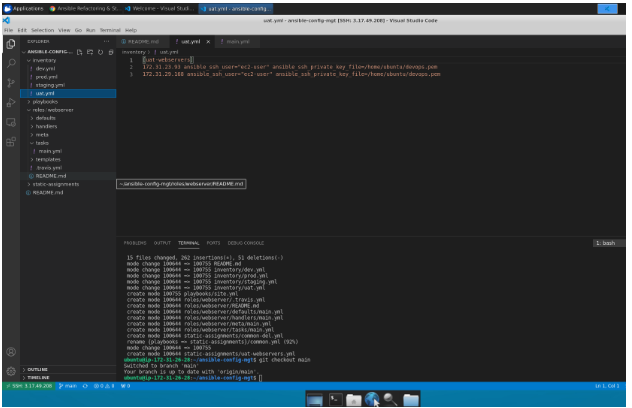 Applications Ansible Refactoring & St... Welcome - Visual Studi... uat.yml - ansible-config...
uat.yml - ansible-config-mgt [SSH: 3.17.49.208] - Visual Studio Code
File Edit Selection View Go Run Terminal Help
EXPLORER ··· README.md ! uat.yml × ! main.yml
ANSIBLE-CONFIG-... inventory > ! uat.yml
inventory
! dev.yml
! prod.yml
! staging.yml
! uat.yml
playbooks
roles/webserver
defaults
handlers
meta
tasks
! main.yml
templates
! .travis.yml
README.md
static-assignments
README.md
1 [uat-webservers]
2 172.31.23.93 ansible_ssh_user="ec2-user" ansible_ssh_private_key_file=/home/ubuntu/devops.pem
3 172.31.29.108 ansible_ssh_user="ec2-user" ansible_ssh_private_key_file=/home/ubuntu/devops.pem
~/ansible-config-mgt/roles/webserver/README.md
PROBLEMS OUTPUT TERMINAL PORTS DEBUG CONSOLE 1: bash
15 files changed, 262 insertions(+), 51 deletions(-)
mode change 100644 => 100755 README.md
mode change 100644 => 100755 inventory/dev.yml
mode change 100644 => 100755 inventory/prod.yml
mode change 100644 => 100755 inventory/staging.yml
mode change 100644 => 100755 inventory/uat.yml
create mode 100755 playbooks/site.yml
create mode 100644 roles/webserver/.travis.yml
create mode 100644 roles/webserver/README.md
create mode 100644 roles/webserver/defaults/main.yml
create mode 100644 roles/webserver/handlers/main.yml
create mode 100644 roles/webserver/meta/main.yml
create mode 100644 roles/webserver/tasks/main.yml
create mode 100644 static-assignments/common-del.yml
rename {playbooks => static-assignments}/common.yml (92%)
mode change 100644 => 100755
create mode 100644 static-assignments/uat-webservers.yml
ubuntu@ip-172-31-26-28:~/ansible-config-mgt$ git checkout main
Switched to branch 'main'
Your branch is up to date with 'origin/main'.
ubuntu@ip-172-31-26-28:~/ansible-config-mgt$
OUTLINE
TIMELINE
SSH: 3.17.49.208 main 0 0 0 Ln 1, Col 1